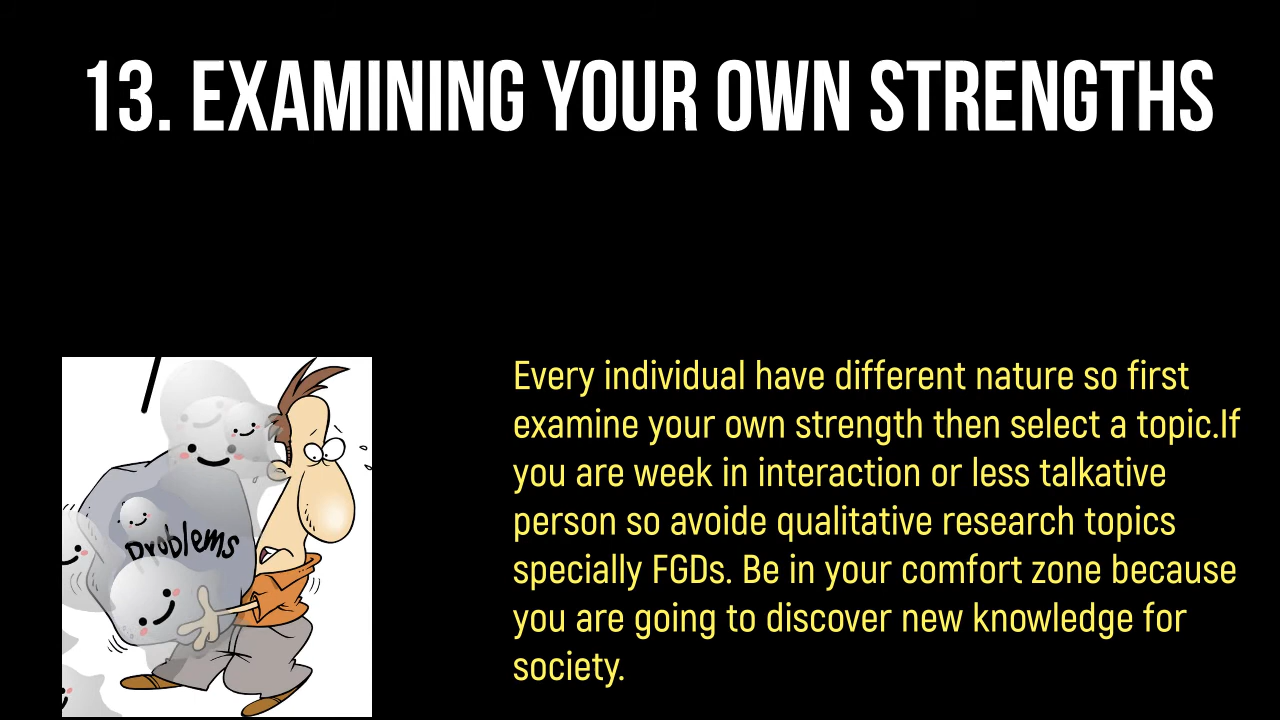 13. EXAMINING YOUR OWN STRENGTHS
problems
Every individual have different nature so first
examine your own strength then select a topic.If
you are week in interaction or less talkative
person so avoide qualitative research topics
specially FGDs. Be in your comfort zone because
you are going to discover new knowledge for
society.